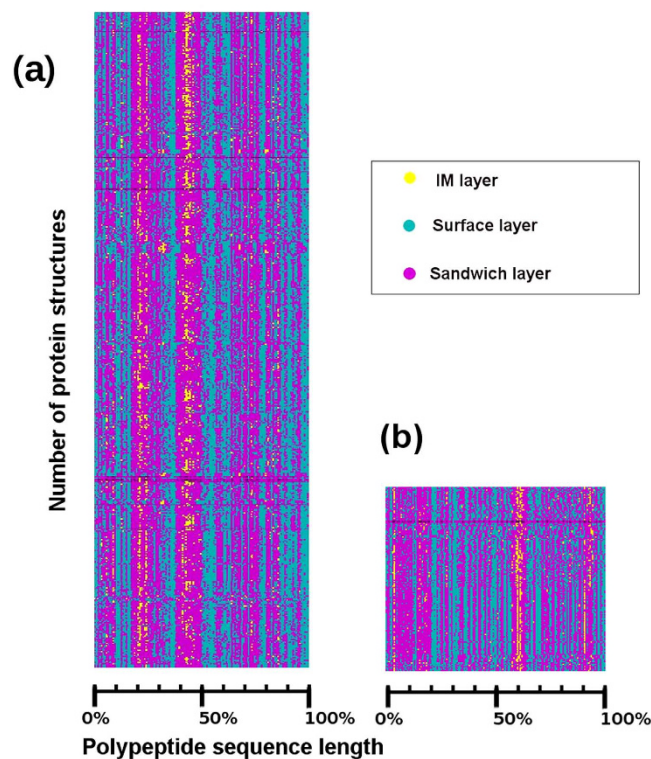 (a)
IM layer
Surface layer
Sandwich layer
Number of protein structures
(b)
0% 50% 100%
0% 50% 100%
Polypeptide sequence length